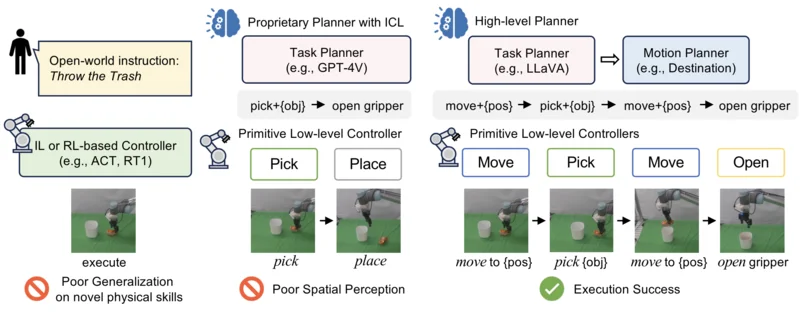 Open-world instruction:
Throw the Trash
IL or RL-based Controller
(e.g., ACT, RT1)
execute
Poor Generalization
on novel physical skills
Proprietary Planner with ICL
Task Planner
(e.g., GPT-4V)
pick+{obj}
open gripper
Primitive Low-level Controller
Pick
Place
pick
place
Poor Spatial Perception
High-level Planner
Task Planner
(e.g., LLaVA)
Motion Planner
(e.g., Destination)
move+{pos}
pick+{obj}
move+{pos}
open gripper
Primitive Low-level Controllers
Move
Pick
Move
Open
move to {pos}
pick {obj}
move to {pos}
open gripper
Execution Success